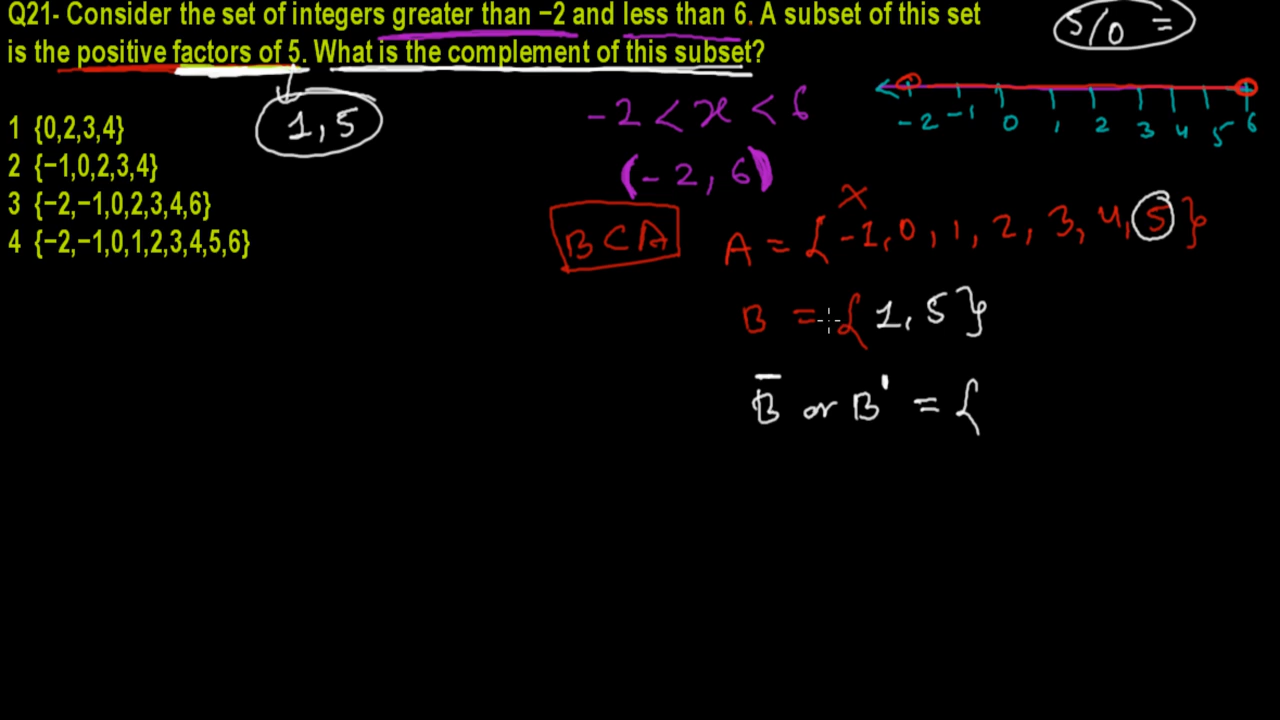 Q21- Consider the set of integers greater than −2 and less than 6. A subset of this set
is the positive factors of 5. What is the complement of this subset?
5/0 =
1, 5
1 {0,2,3,4}
2 {−1,0,2,3,4}
3 {−2,−1,0,2,3,4,6}
4 {−2,−1,0,1,2,3,4,5,6}
-2 < x < 6
(-2, 6)
-2 -1 0 1 2 3 4 5 6
x
B ⊂ A
A = { -1, 0, 1, 2, 3, 4, 5 }
B = { 1, 5 }
B̅ or B' = {